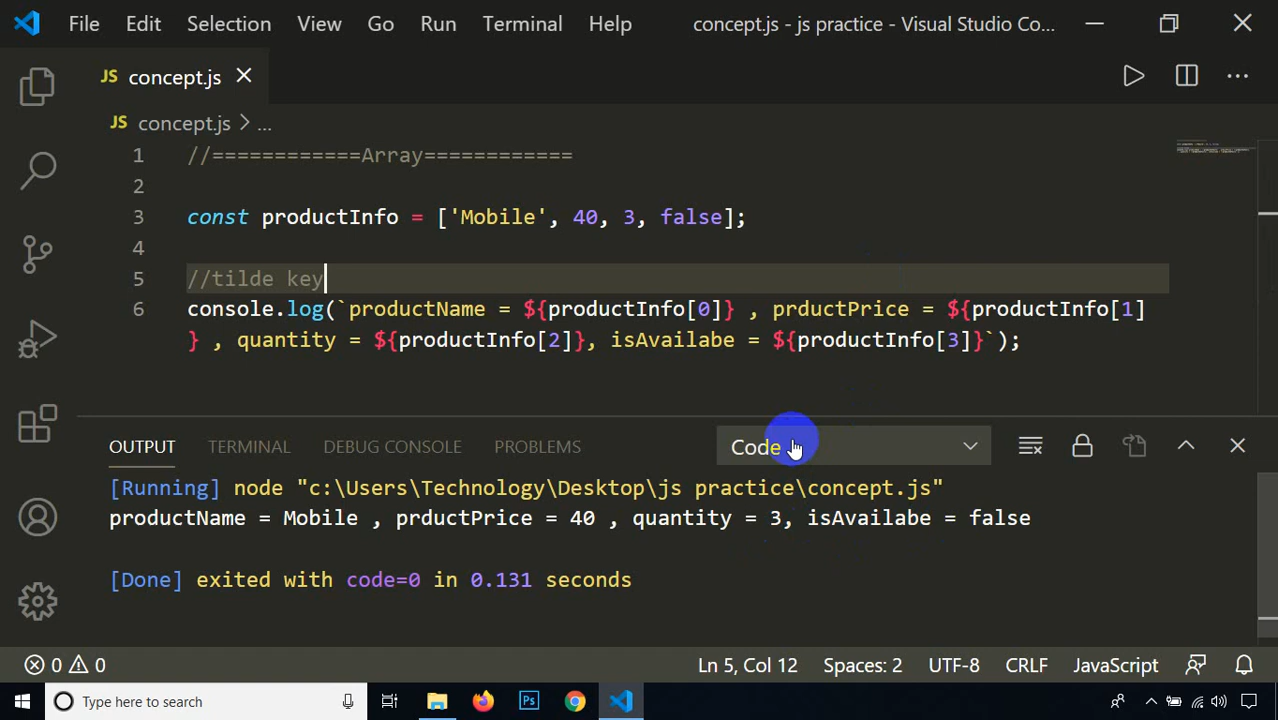 File Edit Selection View Go Run Terminal Help concept.js - js practice - Visual Studio Co...
JS concept.js
JS concept.js > ...
1 //============Array============
2
3 const productInfo = ['Mobile', 40, 3, false];
4
5 //tilde key
6 console.log(`productName = ${productInfo[0]} , prductPrice = ${productInfo[1]
} , quantity = ${productInfo[2]}, isAvailabe = ${productInfo[3]}`);
OUTPUT TERMINAL DEBUG CONSOLE PROBLEMS Code
[Running] node "c:\Users\Technology\Desktop\js practice\concept.js"
productName = Mobile , prductPrice = 40 , quantity = 3, isAvailabe = false
[Done] exited with code=0 in 0.131 seconds
0 0 Ln 5, Col 12 Spaces: 2 UTF-8 CRLF JavaScript
Type here to search Ps